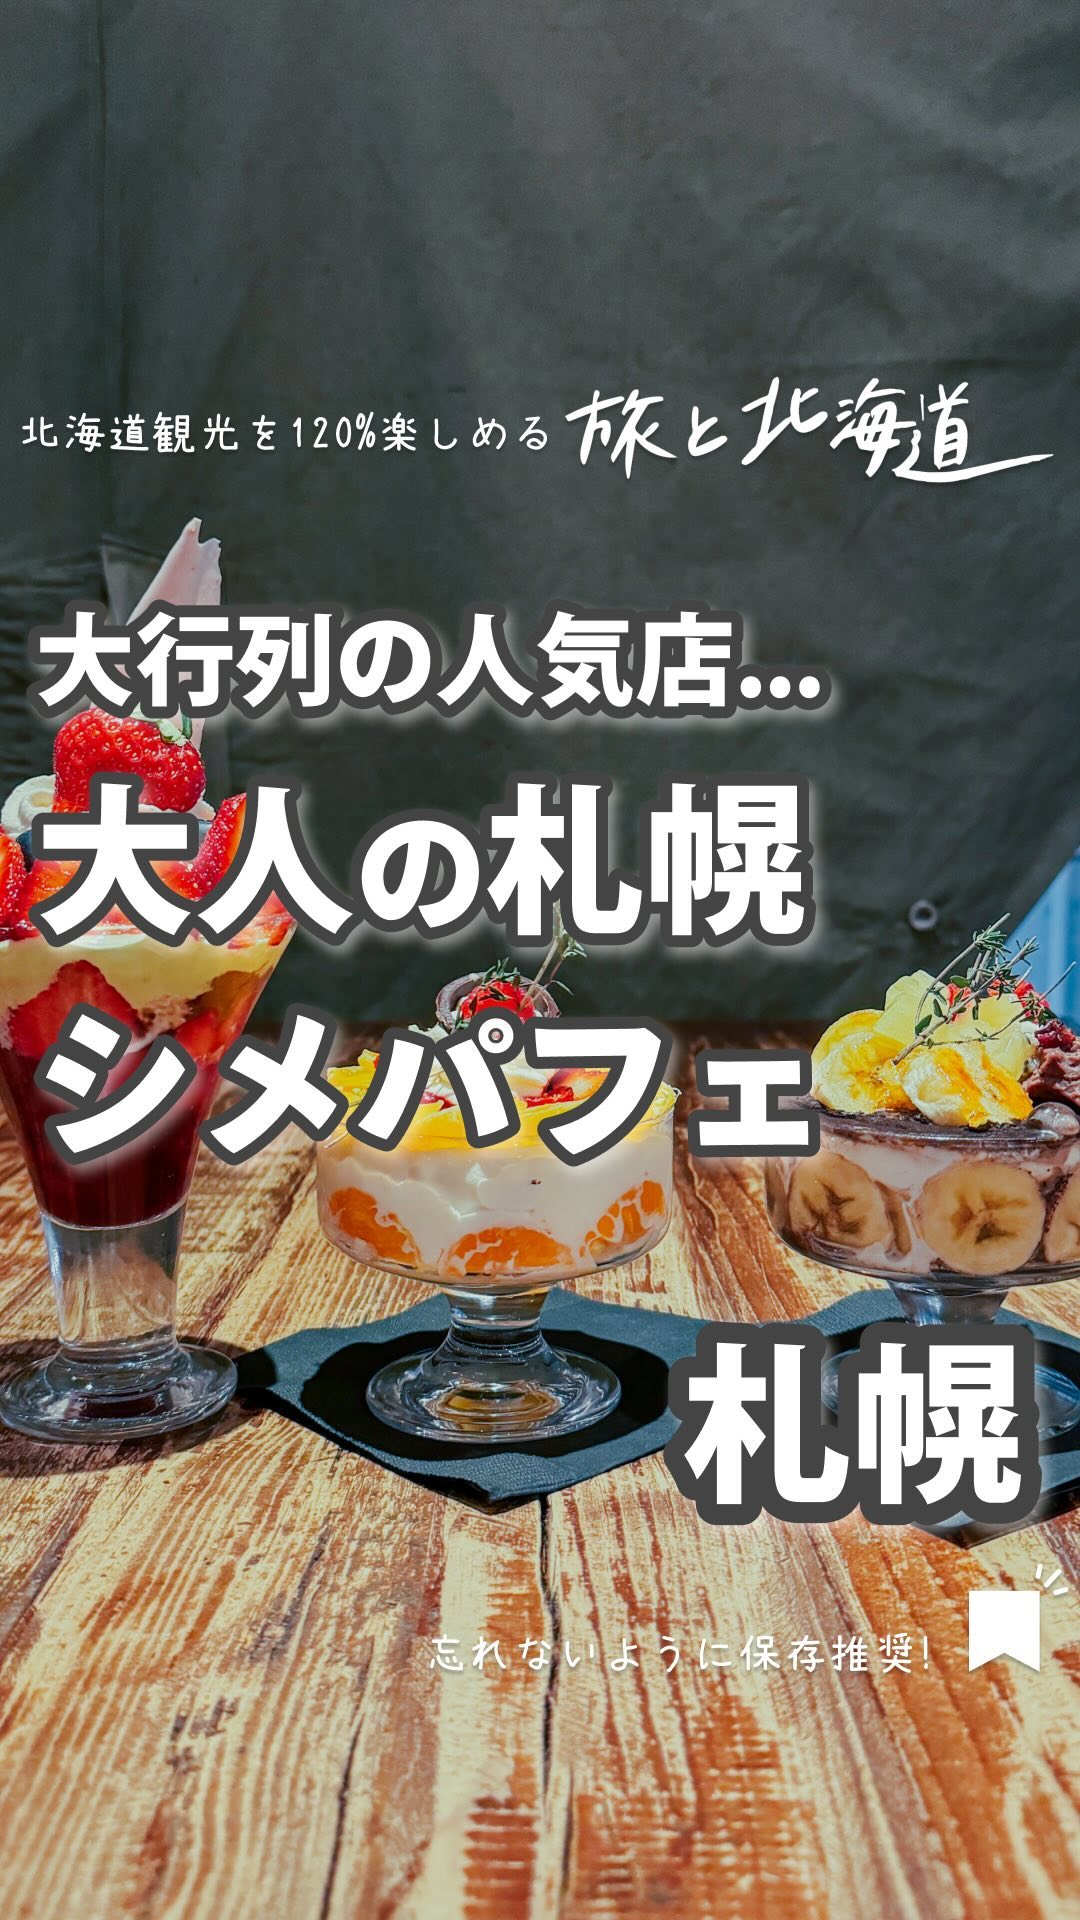 北海道観光を120%楽しめる 旅と北海道
大行列の人気店...
大人の札幌
シメパフェ
札幌
忘れないように保存推奨!